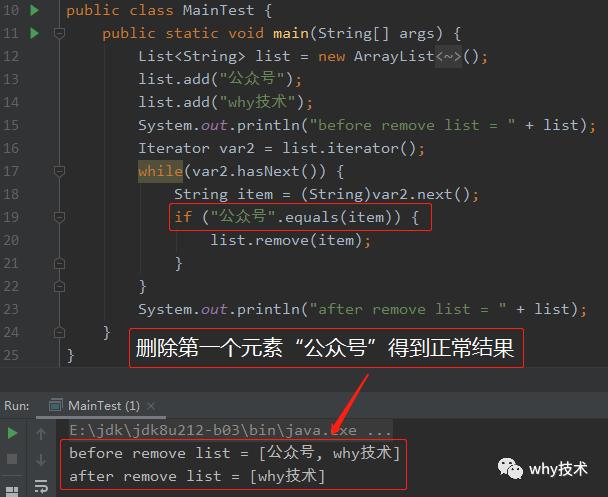 10 public class MainTest {
11 public static void main(String[] args) {
12 List<String> list = new ArrayList<~>();
13 list.add("公众号");
14 list.add("why技术");
15 System.out.println("before remove list = " + list);
16 Iterator var2 = list.iterator();
17 while(var2.hasNext()) {
18 String item = (String)var2.next();
19 if ("公众号".equals(item)) {
20 list.remove(item);
21 }
22 }
23 System.out.println("after remove list = " + list);
24 }
25 }
删除第一个元素“公众号”得到正常结果
Run: MainTest (1) ×
E:\jdk\jdk8u212-b03\bin\java.exe ...
before remove list = [公众号, why技术]
after remove list = [why技术]
why技术